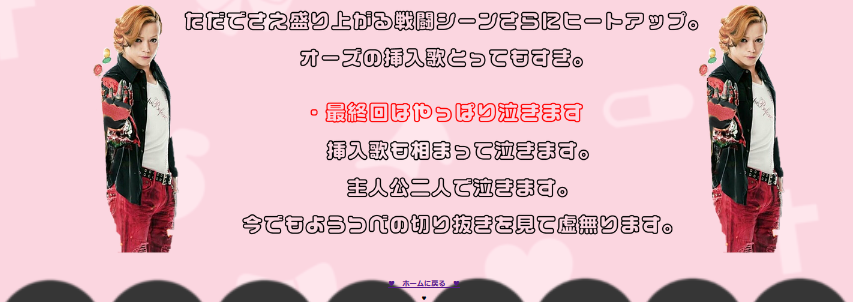 ただでさえ盛り上がる戦闘シーンさらにヒートアップ。
オーズの挿入歌とってもすき。
・最終回はやっぱり泣きます
挿入歌も相まって泣きます。
主人公二人で泣きます。
今でもようつべの切り抜きを見て虚無ります。
♥ ホームに戻る ♥
♥